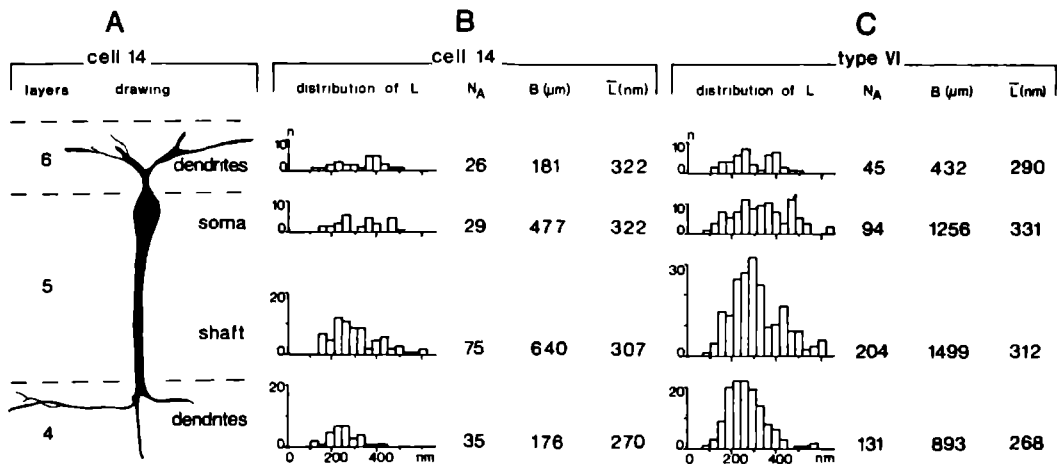 A B C
cell 14 cell 14 type VI
layers drawing distribution of L N_A B (μm) L̅ (nm) distribution of L N_A B (μm) L̅ (nm)
n n
6 dendrites 10 0 26 181 322 10 0 45 432 290
soma 10 0 29 477 322 10 0 94 1256 331
5
20 30
shaft 0 75 640 307 0 204 1499 312
20 20
4 dendrites 0 35 176 270 0 131 893 268
0 200 400 nm 0 200 400 nm